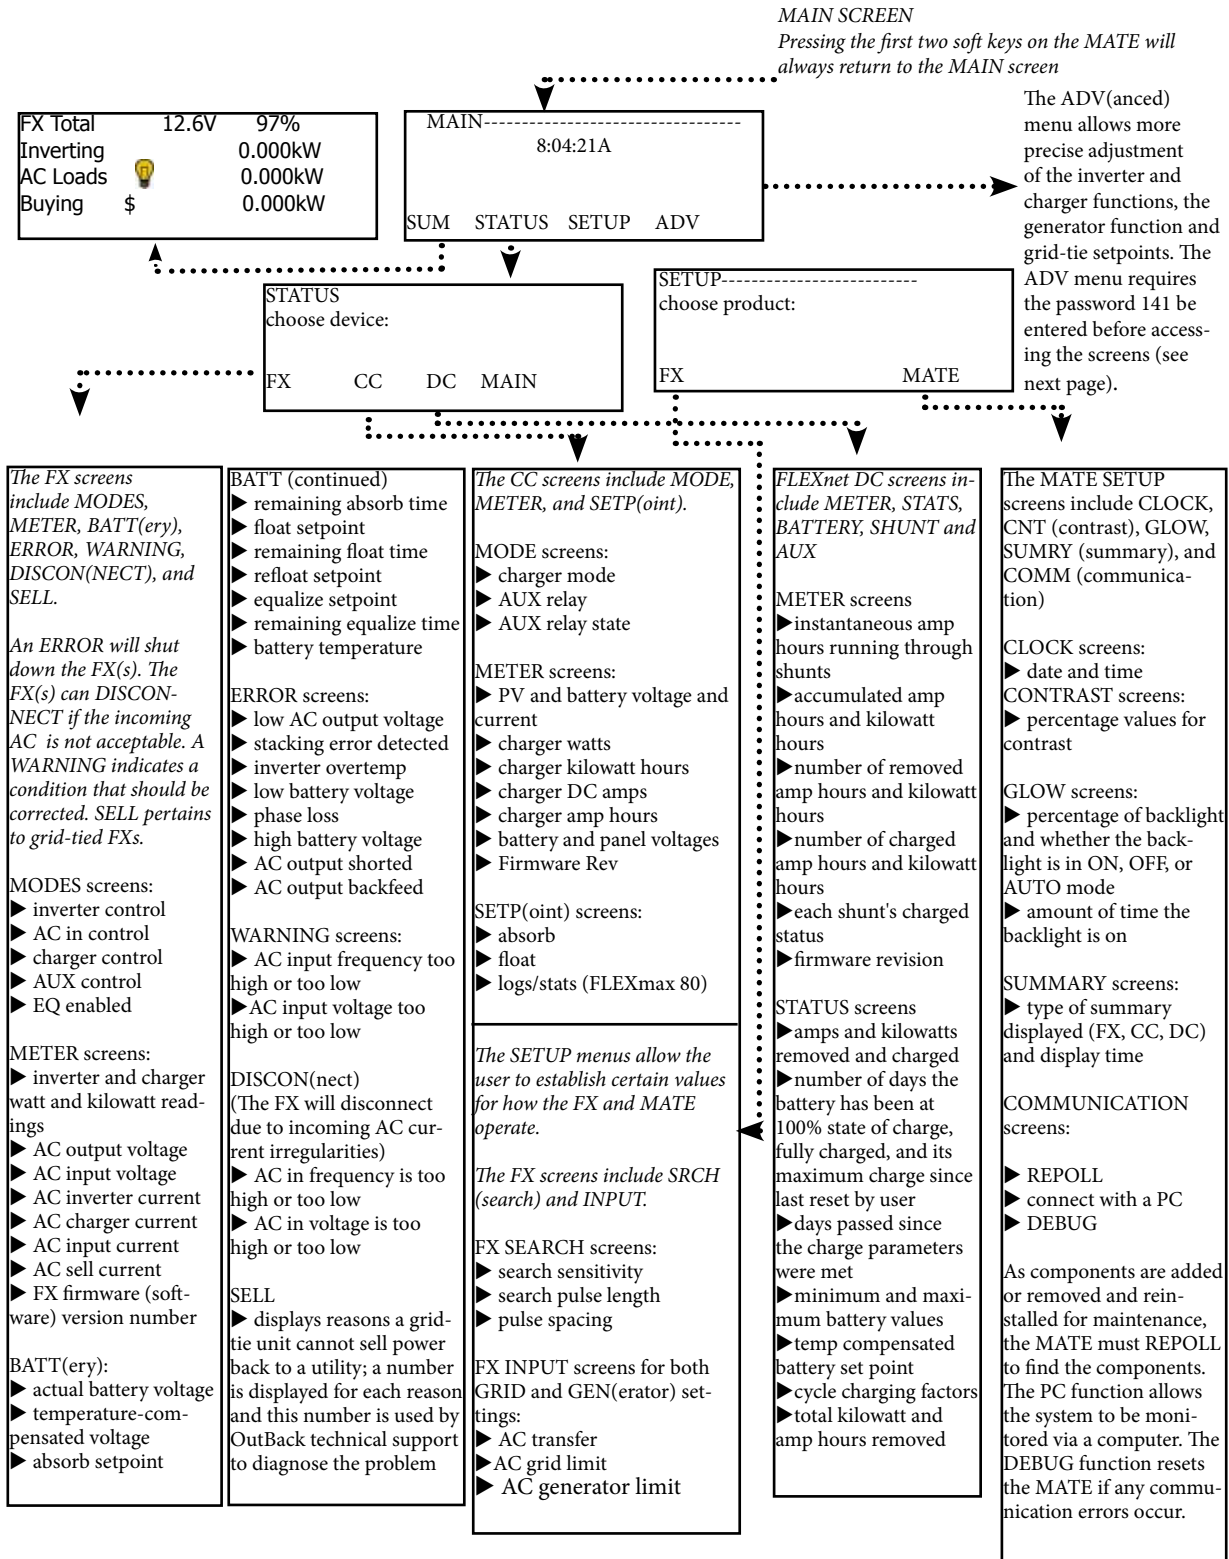 MAIN SCREEN
Pressing the first two soft keys on the MATE will
always return to the MAIN screen
FX Total 12.6V 97%
Inverting 0.000kW
AC Loads 0.000kW
Buying $ 0.000kW
MAIN----------------------------------
8:04:21A
SUM STATUS SETUP ADV
The ADV(anced)
menu allows more
precise adjustment
of the inverter and
charger functions, the
generator function and
grid-tie setpoints. The
ADV menu requires
the password 141 be
entered before access-
ing the screens (see
next page).
STATUS
choose device:
FX CC DC MAIN
SETUP--------------------------
choose product:
FX MATE
The FX screens
include MODES,
METER, BATT(ery),
ERROR, WARNING,
DISCON(NECT), and
SELL.
An ERROR will shut
down the FX(s). The
FX(s) can DISCON-
NECT if the incoming
AC is not acceptable. A
WARNING indicates a
condition that should be
corrected. SELL pertains
to grid-tied FXs.
MODES screens:
▶ inverter control
▶ AC in control
▶ charger control
▶ AUX control
▶ EQ enabled
METER screens:
▶ inverter and charger
watt and kilowatt read-
ings
▶ AC output voltage
▶ AC input voltage
▶ AC inverter current
▶ AC charger current
▶ AC input current
▶ AC sell current
▶ FX firmware (soft-
ware) version number
BATT(ery):
▶ actual battery voltage
▶ temperature-com-
pensated voltage
▶ absorb setpoint
BATT (continued)
▶ remaining absorb time
▶ float setpoint
▶ remaining float time
▶ refloat setpoint
▶ equalize setpoint
▶ remaining equalize time
▶ battery temperature
ERROR screens:
▶ low AC output voltage
▶ stacking error detected
▶ inverter overtemp
▶ low battery voltage
▶ phase loss
▶ high battery voltage
▶ AC output shorted
▶ AC output backfeed
WARNING screens:
▶ AC input frequency too
high or too low
▶AC input voltage too
high or too low
DISCON(nect)
(The FX will disconnect
due to incoming AC cur-
rent irregularities)
▶ AC in frequency is too
high or too low
▶ AC in voltage is too
high or too low
SELL
▶ displays reasons a grid-
tie unit cannot sell power
back to a utility; a number
is displayed for each reason
and this number is used by
OutBack technical support
to diagnose the problem
The CC screens include MODE,
METER, and SETP(oint).
MODE screens:
▶ charger mode
▶ AUX relay
▶ AUX relay state
METER screens:
▶ PV and battery voltage and
current
▶ charger watts
▶ charger kilowatt hours
▶ charger DC amps
▶ charger amp hours
▶ battery and panel voltages
▶ Firmware Rev
SETP(oint) screens:
▶ absorb
▶ float
▶ logs/stats (FLEXmax 80)
The SETUP menus allow the
user to establish certain values
for how the FX and MATE
operate.
The FX screens include SRCH
(search) and INPUT.
FX SEARCH screens:
▶ search sensitivity
▶ search pulse length
▶ pulse spacing
FX INPUT screens for both
GRID and GEN(erator) set-
tings:
▶ AC transfer
▶AC grid limit
▶ AC generator limit
FLEXnet DC screens in-
clude METER, STATS,
BATTERY, SHUNT and
AUX
METER screens
▶instantaneous amp
hours running through
shunts
▶accumulated amp
hours and kilowatt
hours
▶number of removed
amp hours and kilowatt
hours
▶number of charged
amp hours and kilowatt
hours
▶each shunt's charged
status
▶firmware revision
STATUS screens
▶amps and kilowatts
removed and charged
▶number of days the
battery has been at
100% state of charge,
fully charged, and its
maximum charge since
last reset by user
▶days passed since
the charge parameters
were met
▶minimum and maxi-
mum battery values
▶temp compensated
battery set point
▶cycle charging factors
▶total kilowatt and
amp hours removed
The MATE SETUP
screens include CLOCK,
CNT (contrast), GLOW,
SUMRY (summary), and
COMM (communica-
tion)
CLOCK screens:
▶ date and time
CONTRAST screens:
▶ percentage values for
contrast
GLOW screens:
▶ percentage of backlight
and whether the back-
light is in ON, OFF, or
AUTO mode
▶ amount of time the
backlight is on
SUMMARY screens:
▶ type of summary
displayed (FX, CC, DC)
and display time
COMMUNICATION
screens:
▶ REPOLL
▶ connect with a PC
▶ DEBUG
As components are added
or removed and rein-
stalled for maintenance,
the MATE must REPOLL
to find the components.
The PC function allows
the system to be moni-
tored via a computer. The
DEBUG function resets
the MATE if any commu-
nication errors occur.